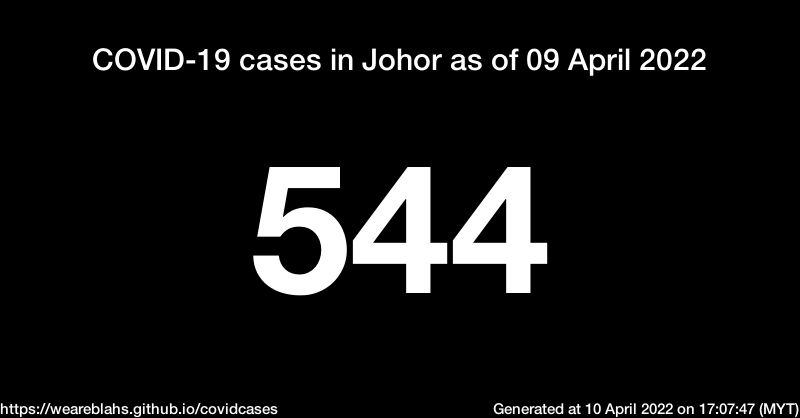 COVID-19 cases in Johor as of 09 April 2022
544
https://weareblahs.github.io/covidcases
Generated at 10 April 2022 on 17:07:47 (MYT)